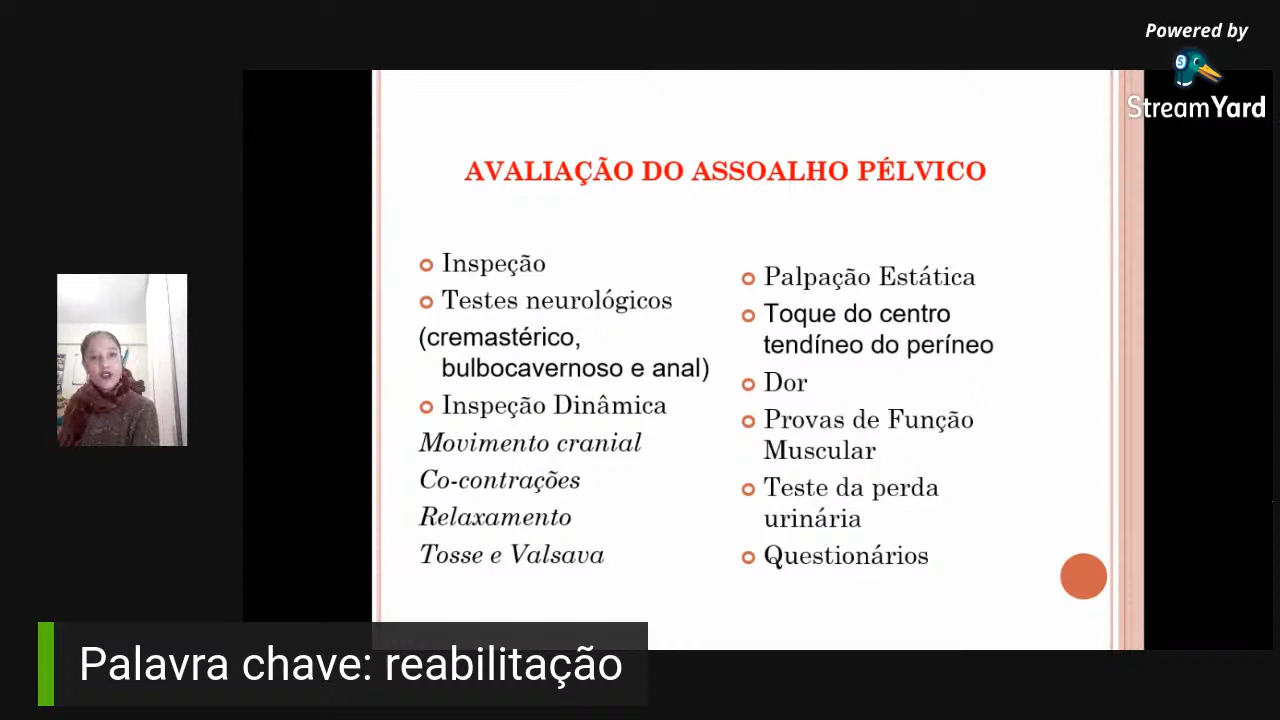 Powered by
StreamYard
AVALIAÇÃO DO ASSOALHO PÉLVICO
Inspeção
Testes neurológicos
(cremastérico,
bulbocavernoso e anal)
Inspeção Dinâmica
Movimento cranial
Co-contrações
Relaxamento
Tosse e Valsava
Palpação Estática
Toque do centro
tendíneo do períneo
Dor
Provas de Função
Muscular
Teste da perda
urinária
Questionários
Palavra chave: reabilitação